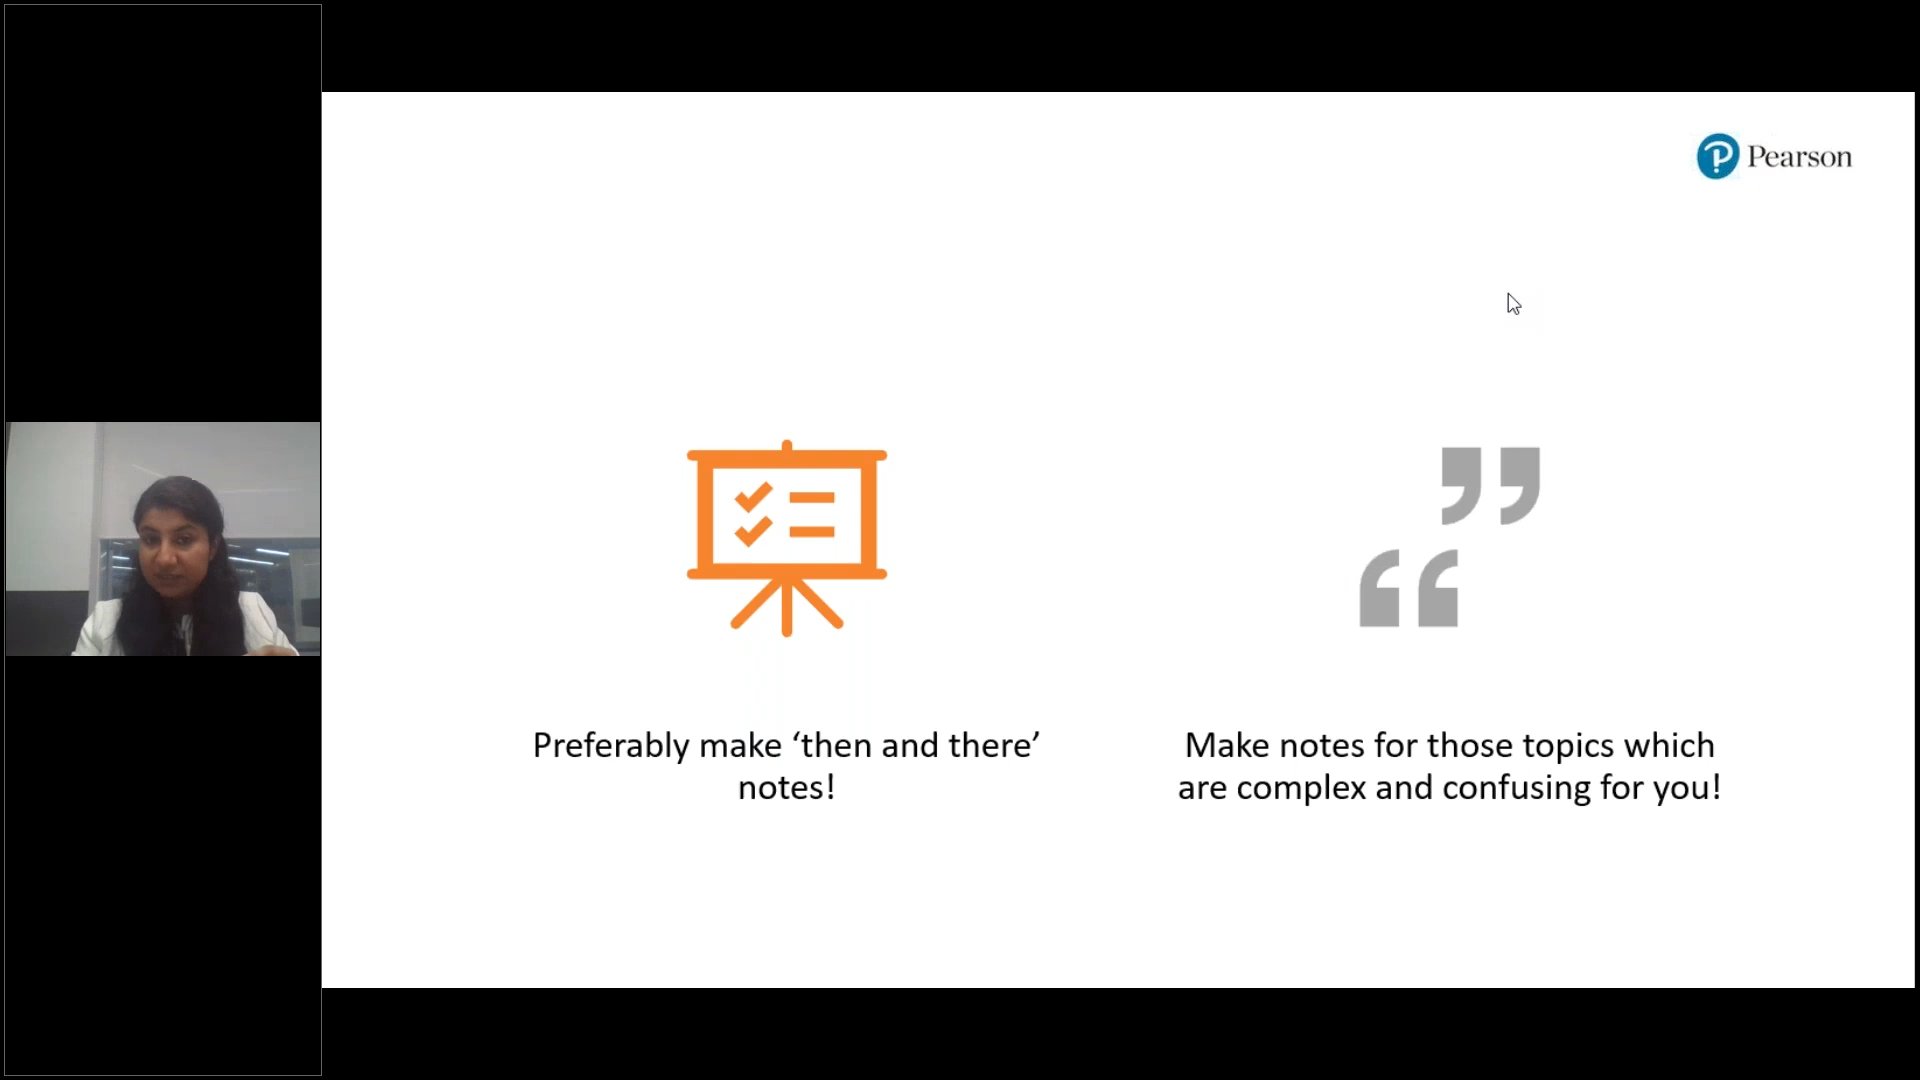 Pearson
Preferably make ‘then and there’
notes!
Make notes for those topics which
are complex and confusing for you!